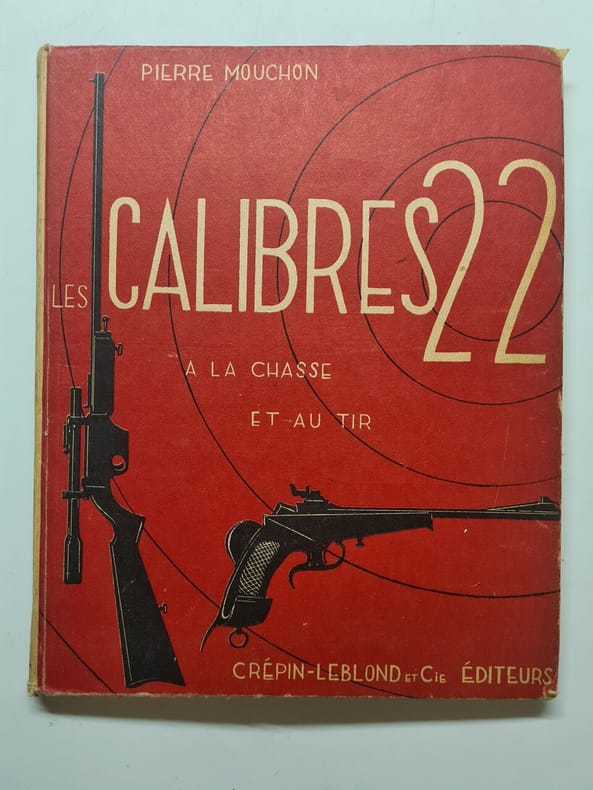 PIERRE MOUCHON
LES CALIBRES 22
A LA CHASSE
ET AU TIR
CRÉPIN-LEBLOND ET CIE ÉDITEURS